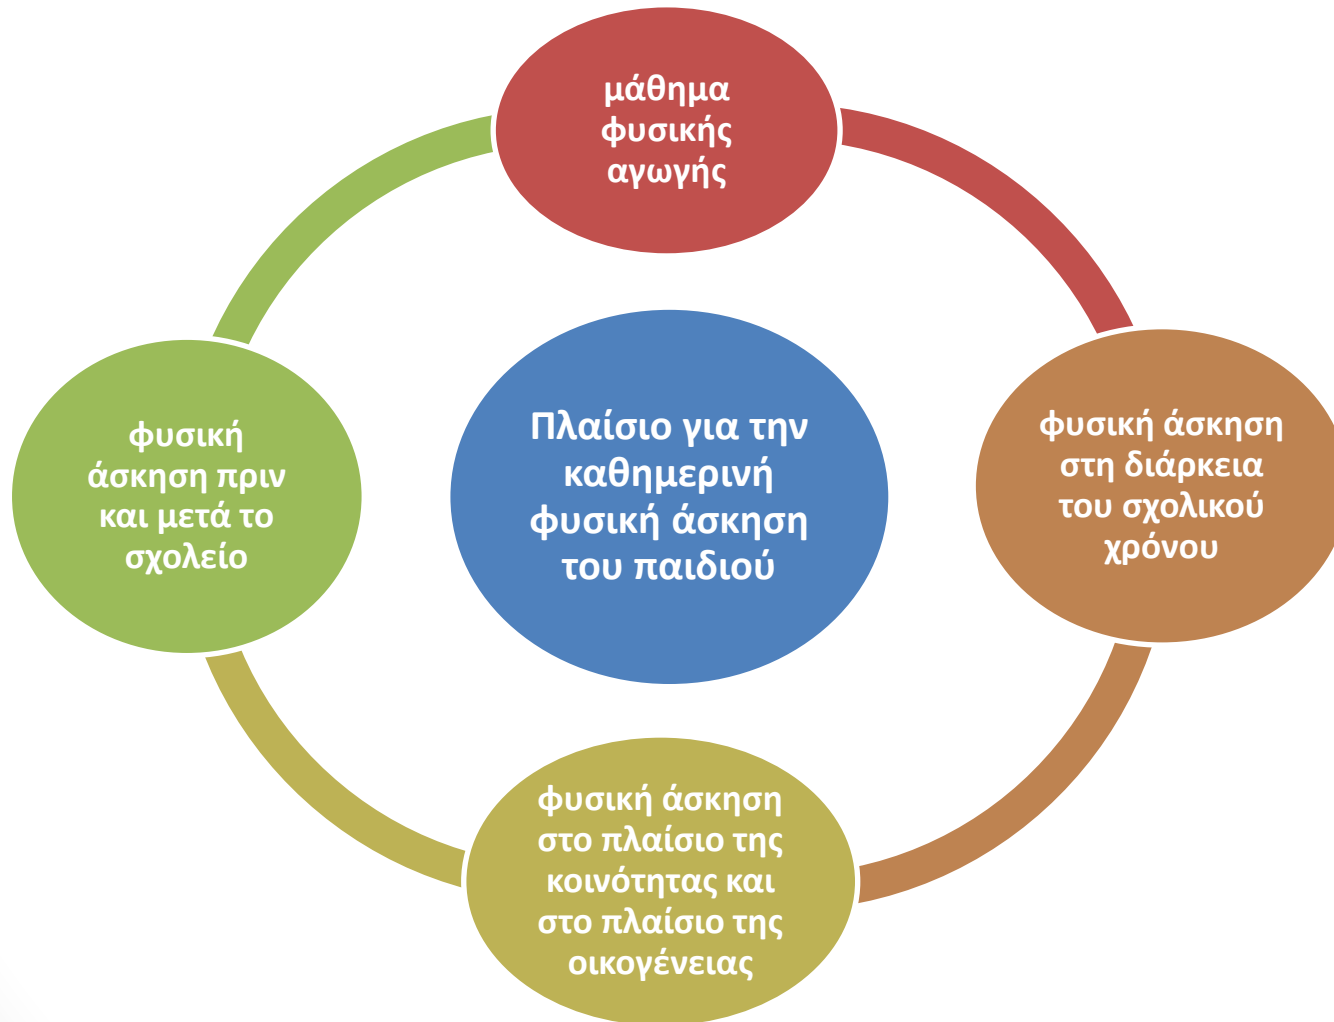 μάθημα
φυσικής
αγωγής
φυσική άσκηση
στη διάρκεια
του σχολικού
χρόνου
φυσική άσκηση
στο πλαίσιο της
κοινότητας και
στο πλαίσιο της
οικογένειας
φυσική
άσκηση πριν
και μετά το
σχολείο
Πλαίσιο για την
καθημερινή
φυσική άσκηση
του παιδιού